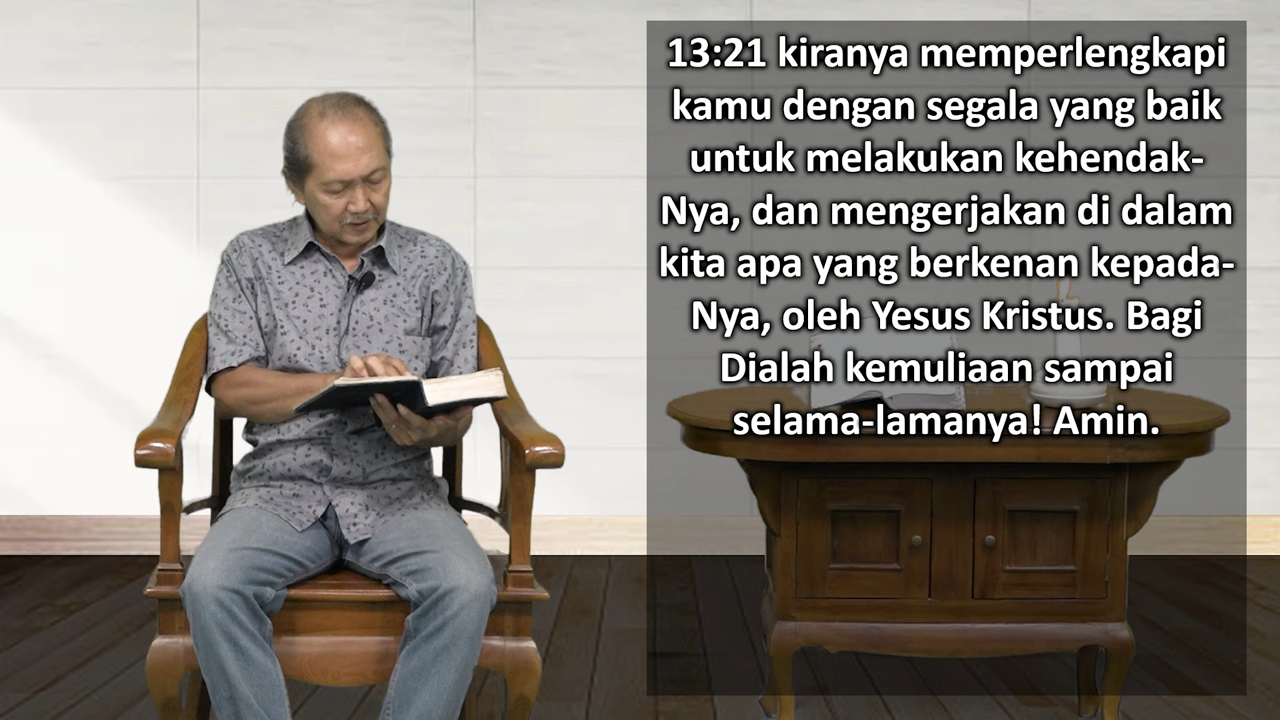 13:21 kiranya memperlengkapi
kamu dengan segala yang baik
untuk melakukan kehendak-
Nya, dan mengerjakan di dalam
kita apa yang berkenan kepada-
Nya, oleh Yesus Kristus. Bagi
Dialah kemuliaan sampai
selama-lamanya! Amin.